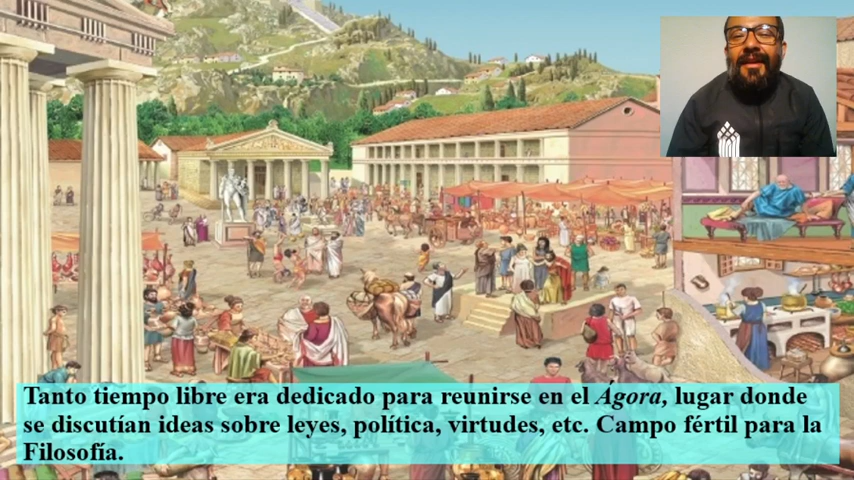 Tanto tiempo libre era dedicado para reunirse en el Ágora, lugar donde
se discutían ideas sobre leyes, política, virtudes, etc. Campo fértil para la
Filosofía.